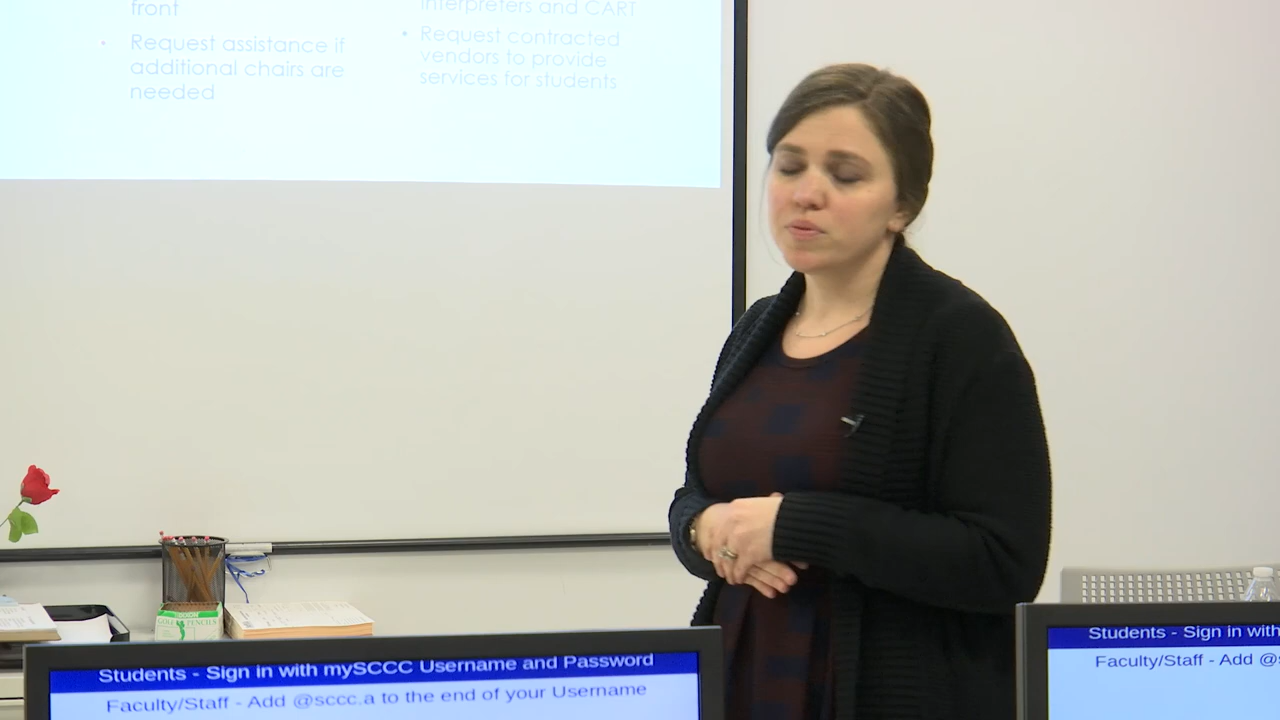 front
Request assistance if
additional chairs are
needed
interpreters and CART
Request contracted
vendors to provide
services for students
GOLF PENCILS
Students - Sign in with mySCCC Username and Password
Faculty/Staff - Add @sccc.a to the end of your Username
Students - Sign in with
Faculty/Staff - Add @s